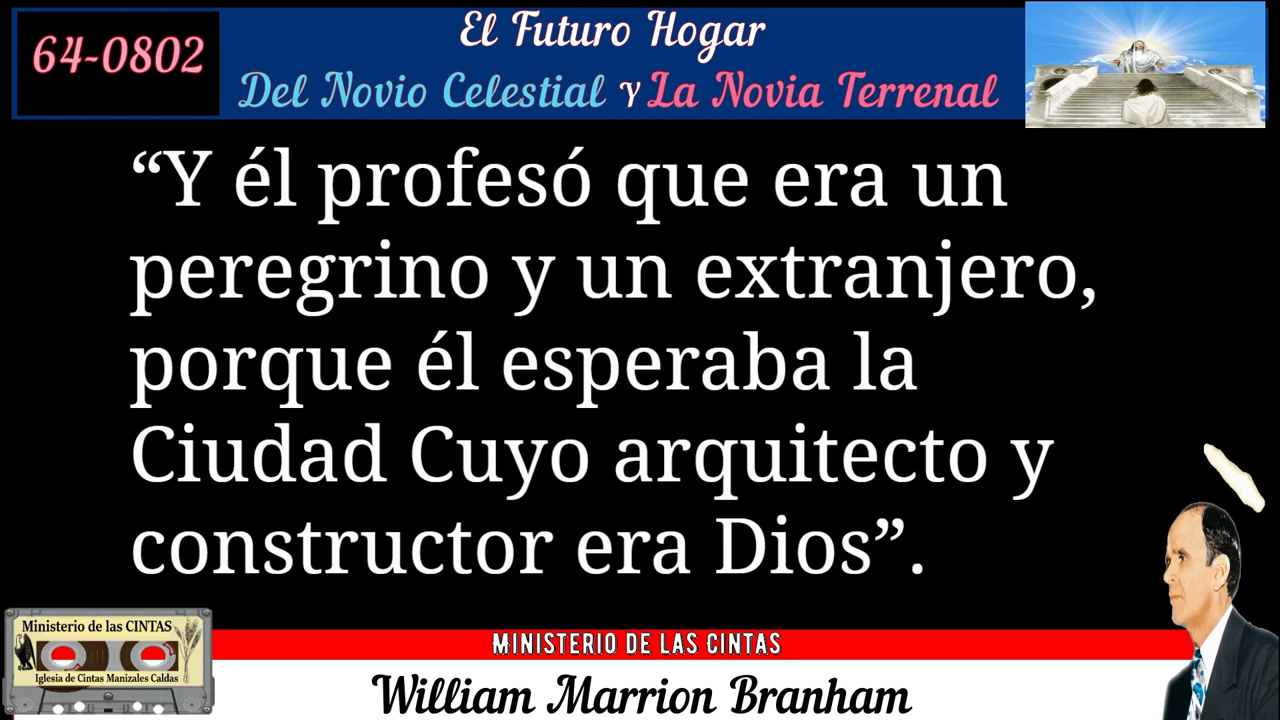 64-0802
El Futuro Hogar
Del Novio Celestial Y La Novia Terrenal
“Y él profesó que era un
peregrino y un extranjero,
porque él esperaba la
Ciudad Cuyo arquitecto y
constructor era Dios”.
Ministerio de las CINTAS
Iglesia de Cintas Manizales Caldas
MINISTERIO DE LAS CINTAS
William Marrion Branham